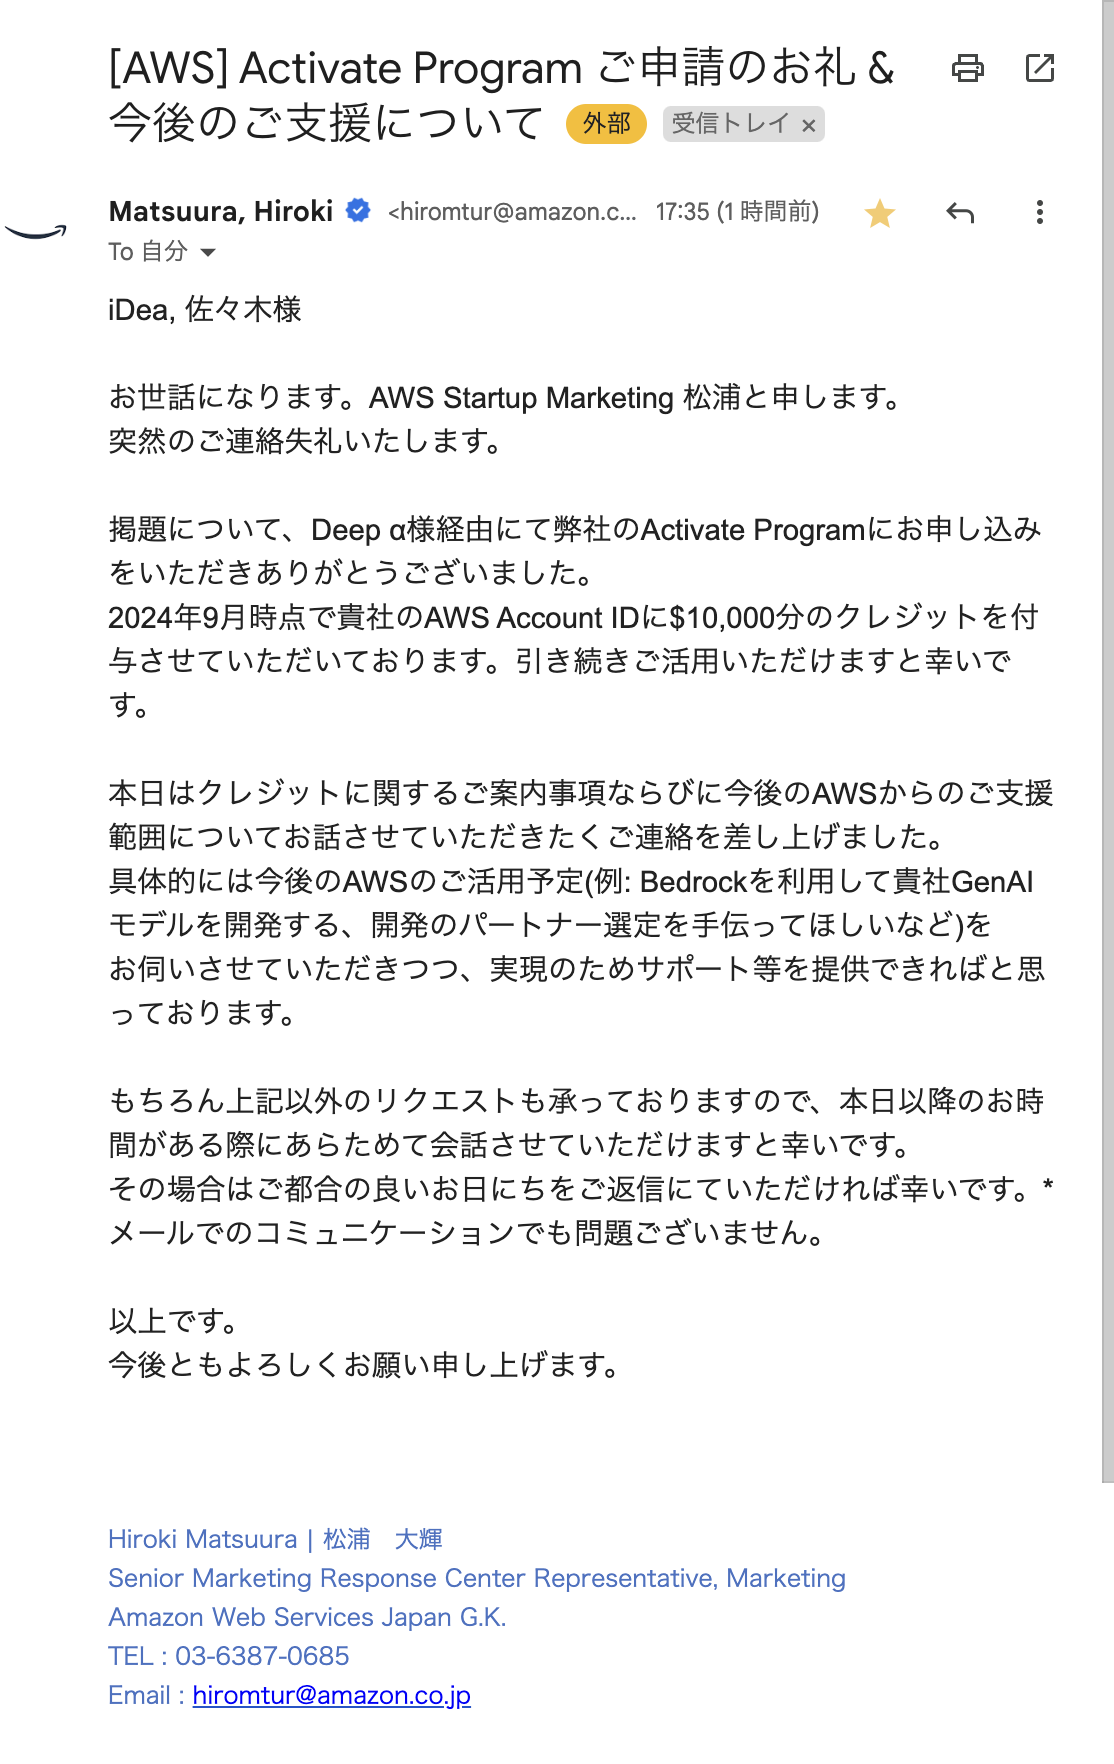 [AWS] Activate Program ご申請のお礼 &
今後のご支援について 外部 受信トレイ ×
Matsuura, Hiroki <hiromtur@amazon.c... 17:35 (1 時間前)
To 自分
iDea, 佐々木様
お世話になります。AWS Startup Marketing 松浦と申します。
突然のご連絡失礼いたします。
掲題について、Deep α様経由にて弊社のActivate Programにお申し込み
をいただきありがとうございました。
2024年9月時点で貴社のAWS Account IDに$10,000分のクレジットを付
与させていただいております。引き続きご活用いただけますと幸いで
す。
本日はクレジットに関するご案内事項ならびに今後のAWSからのご支援
範囲についてお話させていただきたくご連絡を差し上げました。
具体的には今後のAWSのご活用予定(例: Bedrockを利用して貴社GenAI
モデルを開発する、開発のパートナー選定を手伝ってほしいなど)を
お伺いさせていただきつつ、実現のためサポート等を提供できればと思
っております。
もちろん上記以外のリクエストも承っておりますので、本日以降のお時
間がある際にあらためて会話させていただけますと幸いです。
その場合はご都合の良いお日にちをご返信にていただければ幸いです。*
メールでのコミュニケーションでも問題ございません。
以上です。
今後ともよろしくお願い申し上げます。
Hiroki Matsuura | 松浦　大輝
Senior Marketing Response Center Representative, Marketing
Amazon Web Services Japan G.K.
TEL : 03-6387-0685
Email : hiromtur@amazon.co.jp